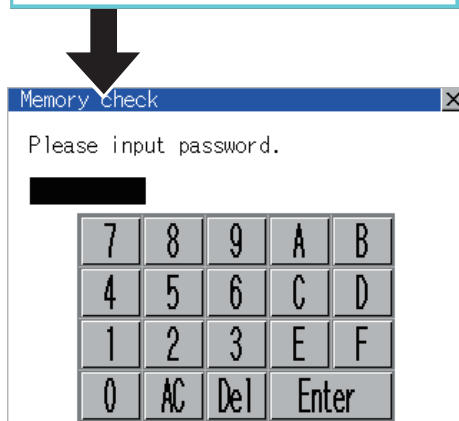 Memory check
Please input password.
7 8 9 A B
4 5 6 C D
1 2 3 E F
0 AC Del Enter